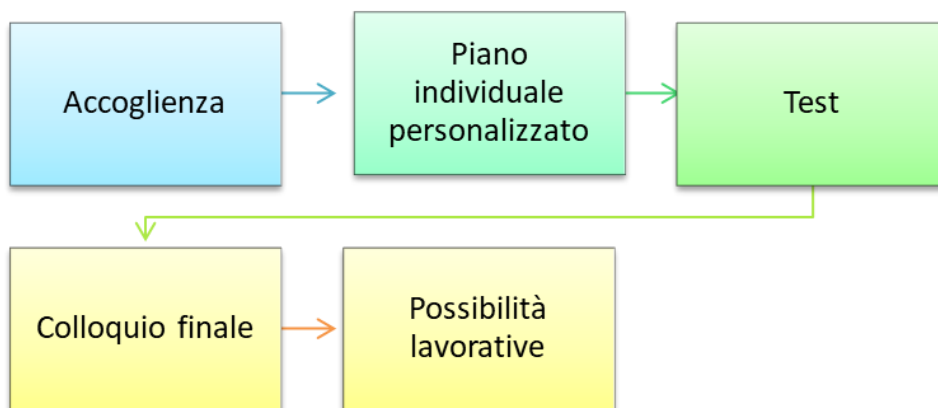 Accoglienza
Piano
individuale
personalizzato
Test
Colloquio finale
Possibilità
lavorative